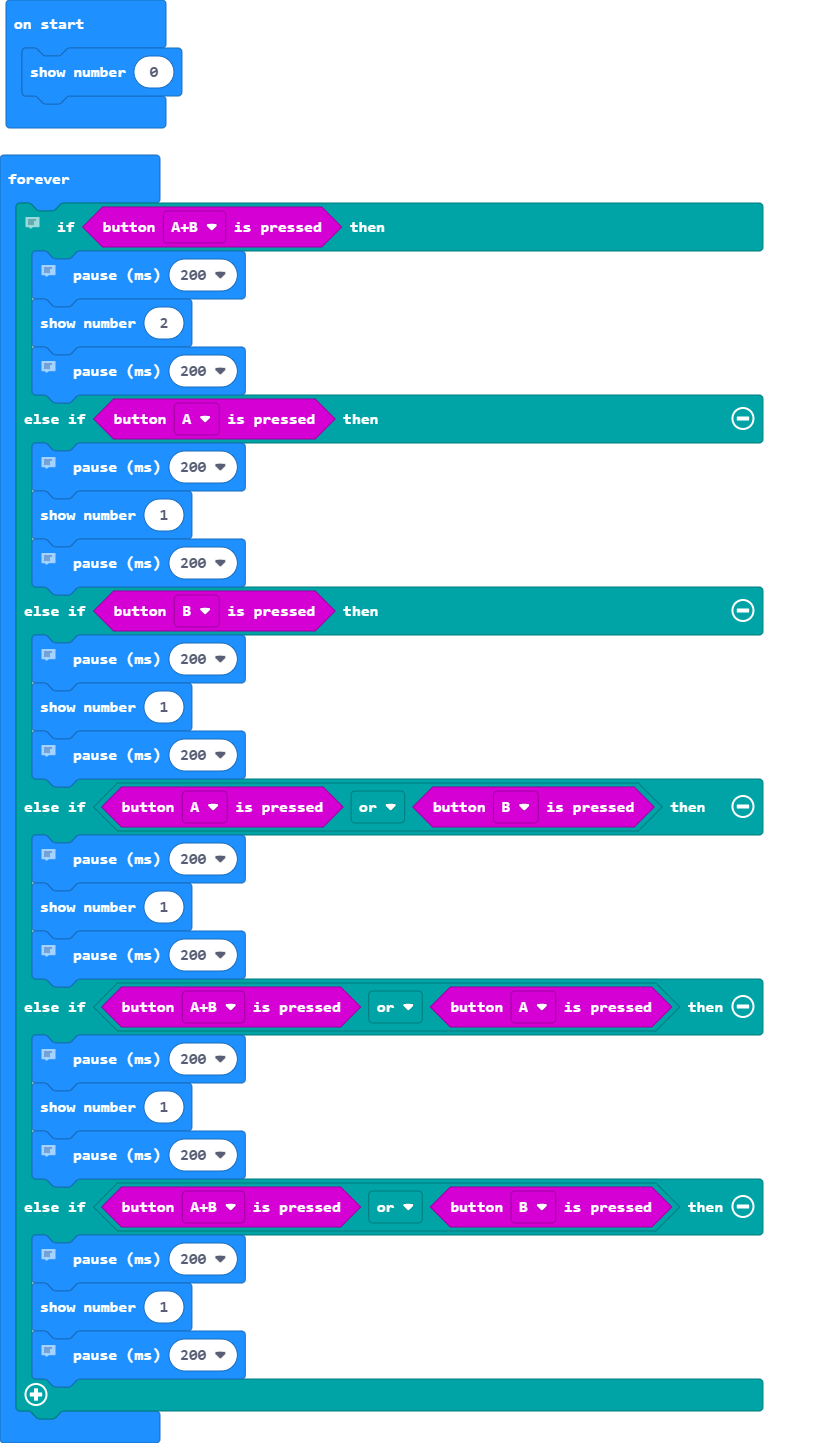 on start
show number 0
forever
if button A+B is pressed then
pause (ms) 200
show number 2
pause (ms) 200
else if button A is pressed then
pause (ms) 200
show number 1
pause (ms) 200
else if button B is pressed then
pause (ms) 200
show number 1
pause (ms) 200
else if button A is pressed or button B is pressed then
pause (ms) 200
show number 1
pause (ms) 200
else if button A+B is pressed or button A is pressed then
pause (ms) 200
show number 1
pause (ms) 200
else if button A+B is pressed or button B is pressed then
pause (ms) 200
show number 1
pause (ms) 200